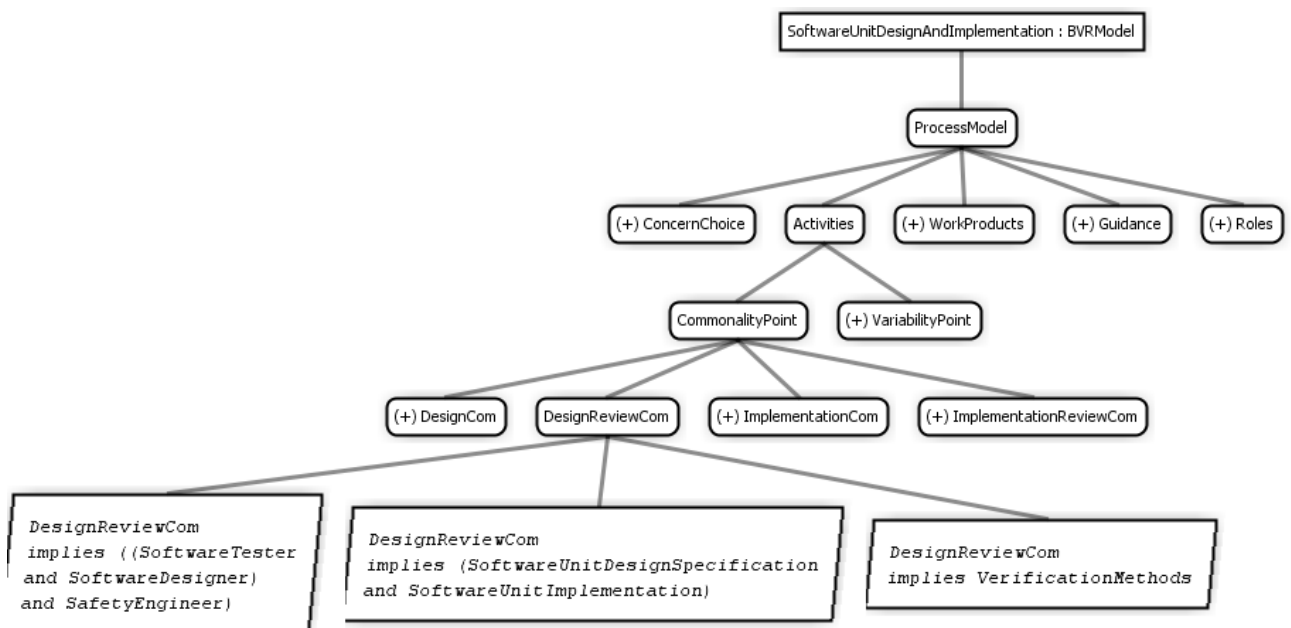 SoftwareUnitDesignAndImplementation : BVRModel
ProcessModel
(+) ConcernChoice
Activities
(+) WorkProducts
(+) Guidance
(+) Roles
CommonalityPoint
(+) VariabilityPoint
(+) DesignCom
DesignReviewCom
(+) ImplementationCom
(+) ImplementationReviewCom
DesignReviewCom
implies ((SoftwareTester
and SoftwareDesigner)
and SafetyEngineer)
DesignReviewCom
implies (SoftwareUnitDesignSpecification
and SoftwareUnitImplementation)
DesignReviewCom
implies VerificationMethods